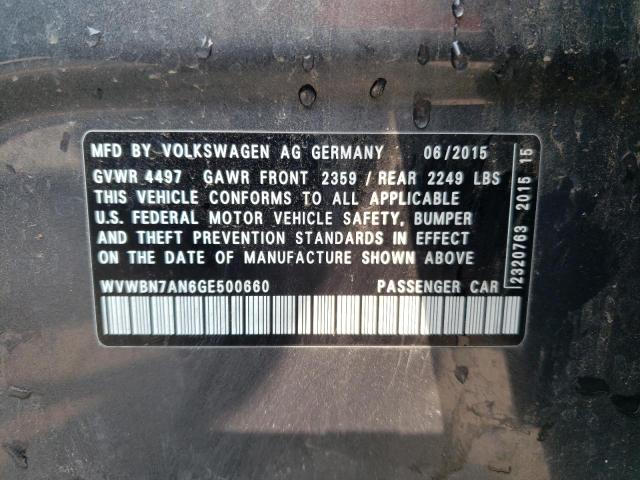 MFD BY VOLKSWAGEN AG GERMANY 06/2015
GVWR 4497 GAWR FRONT 2359 / REAR 2249 LBS
THIS VEHICLE CONFORMS TO ALL APPLICABLE
U.S. FEDERAL MOTOR VEHICLE SAFETY, BUMPER
AND THEFT PREVENTION STANDARDS IN EFFECT
ON THE DATE OF MANUFACTURE SHOWN ABOVE
WVWBN7AN6GE500660 PASSENGER CAR
2320763 2015 15